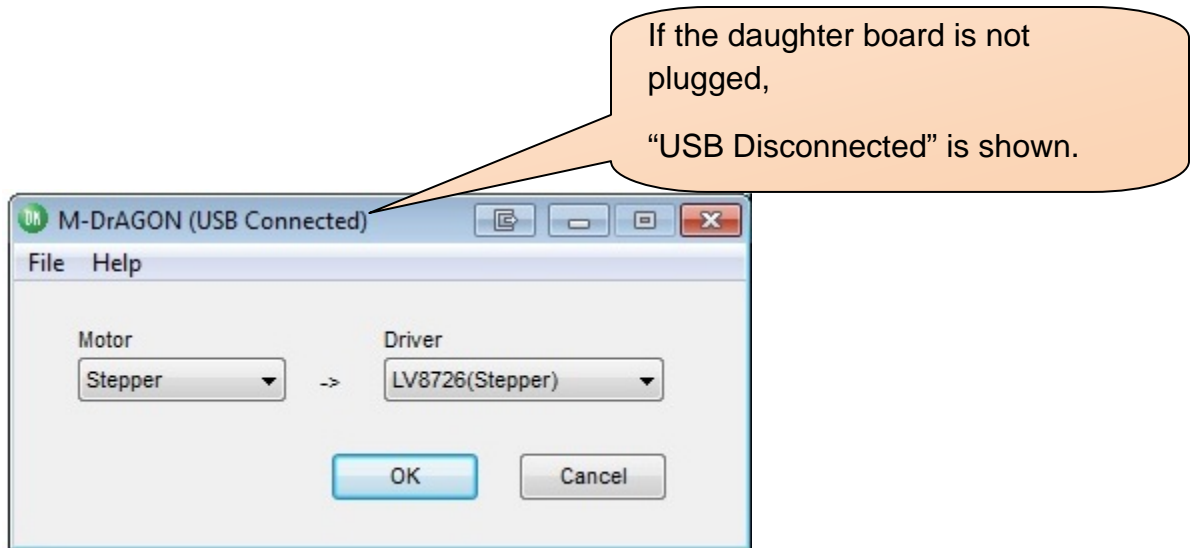 If the daughter board is not
plugged,
“USB Disconnected” is shown.
M-DrAGON (USB Connected)
File Help
Motor Driver
Stepper -> LV8726(Stepper)
OK Cancel